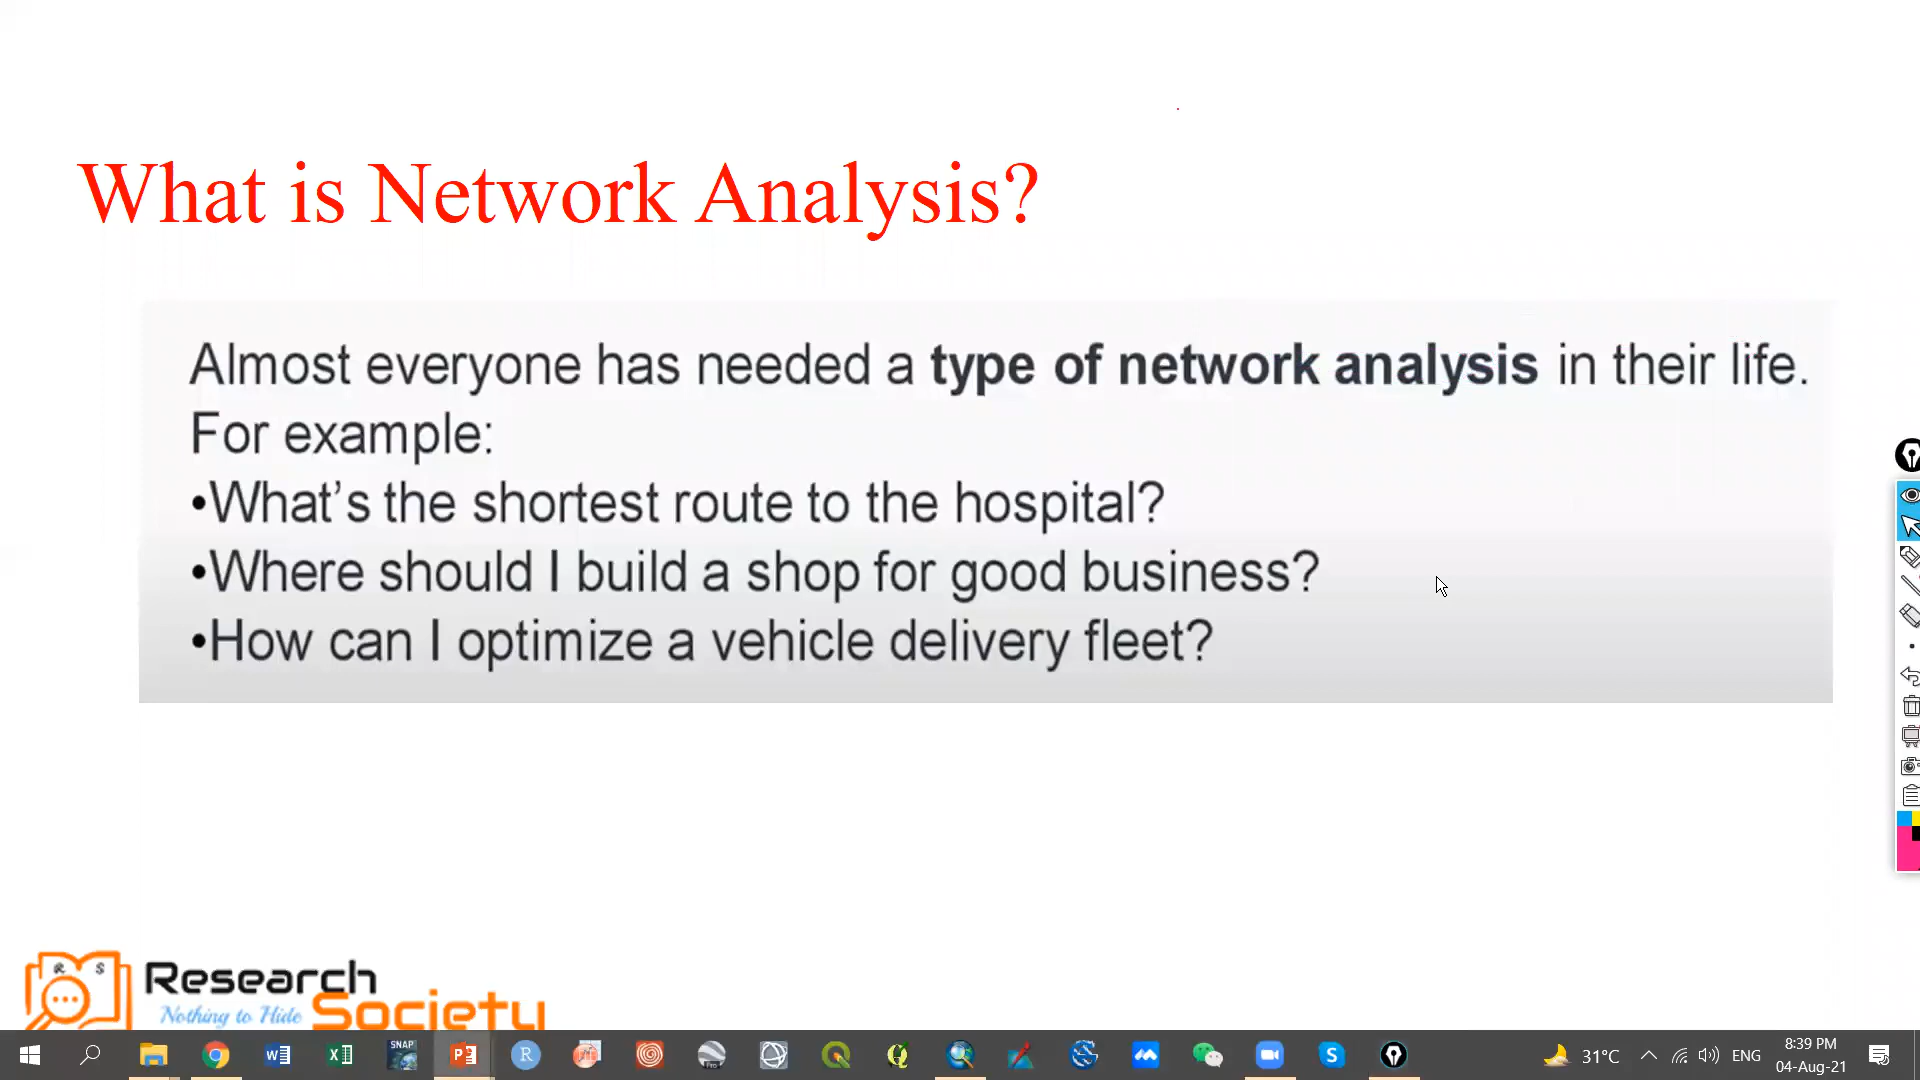 What is Network Analysis?
Almost everyone has needed a type of network analysis in their life.
For example:
•What's the shortest route to the hospital?
•Where should I build a shop for good business?
•How can I optimize a vehicle delivery fleet?
R S
Research
Nothing to Hide Society
SNAP
Pro
31°C
ENG
8:39 PM
04-Aug-21